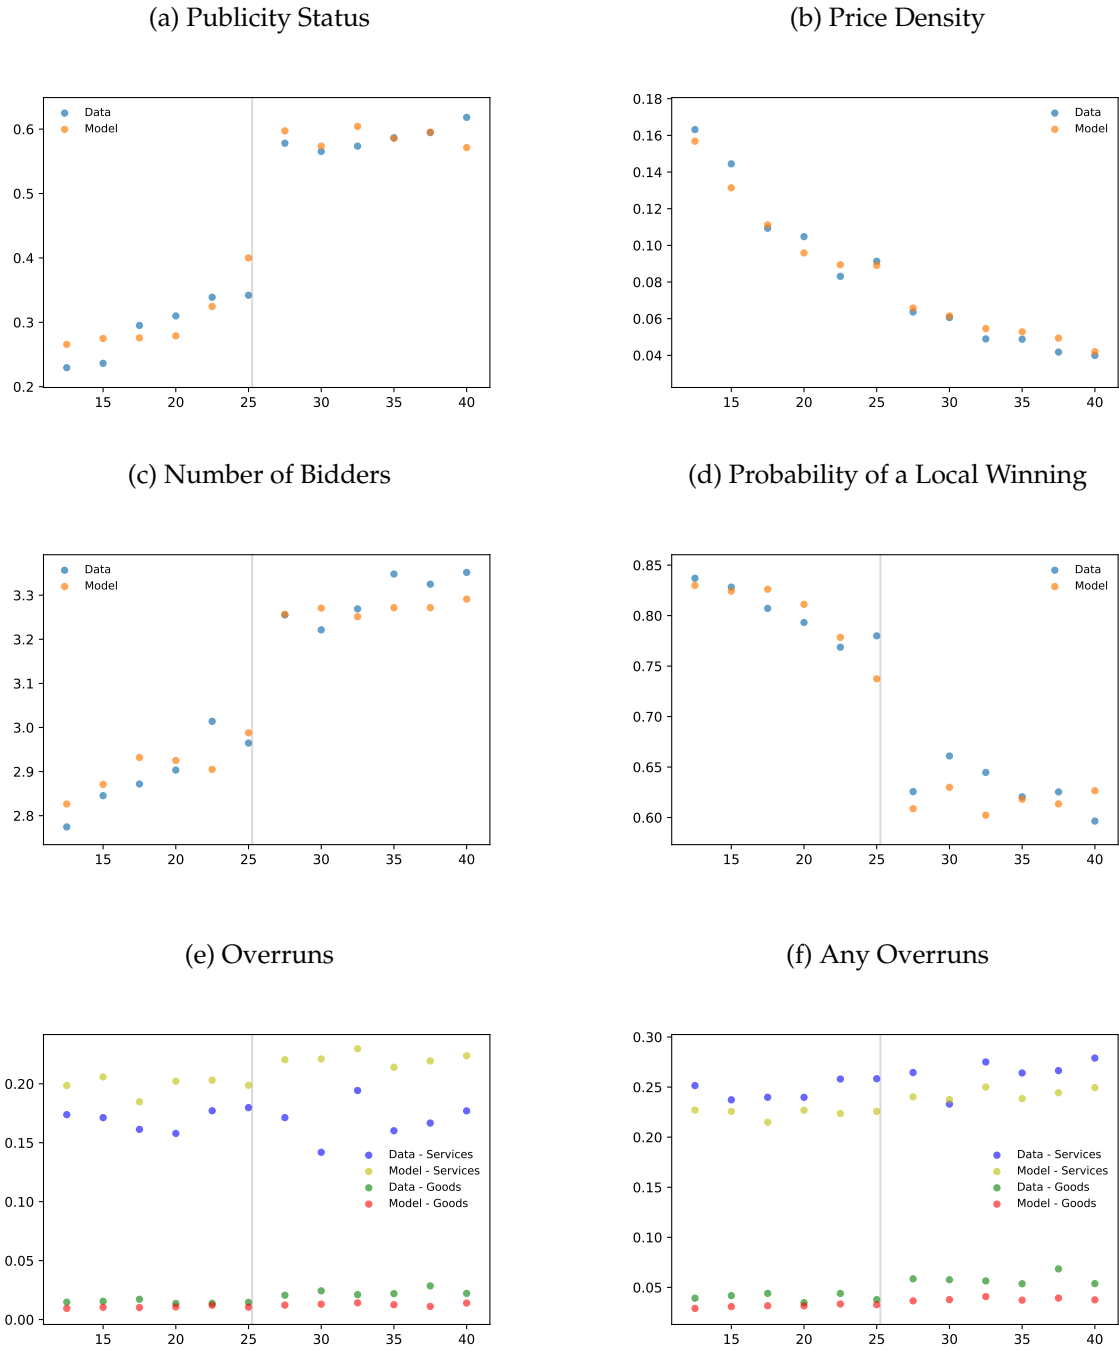 (a) Publicity Status
(b) Price Density
Data
Model
0.6
0.5
0.4
0.3
0.2
15 20 25 30 35 40
Data
Model
0.18
0.16
0.14
0.12
0.10
0.08
0.06
0.04
15 20 25 30 35 40
(c) Number of Bidders
(d) Probability of a Local Winning
Data
Model
3.3
3.2
3.1
3.0
2.9
2.8
15 20 25 30 35 40
Data
Model
0.85
0.80
0.75
0.70
0.65
0.60
15 20 25 30 35 40
(e) Overruns
(f) Any Overruns
0.20
0.15
0.10
0.05
0.00
Data - Services
Model - Services
Data - Goods
Model - Goods
15 20 25 30 35 40
0.30
0.25
0.20
0.15
0.10
0.05
Data - Services
Model - Services
Data - Goods
Model - Goods
15 20 25 30 35 40